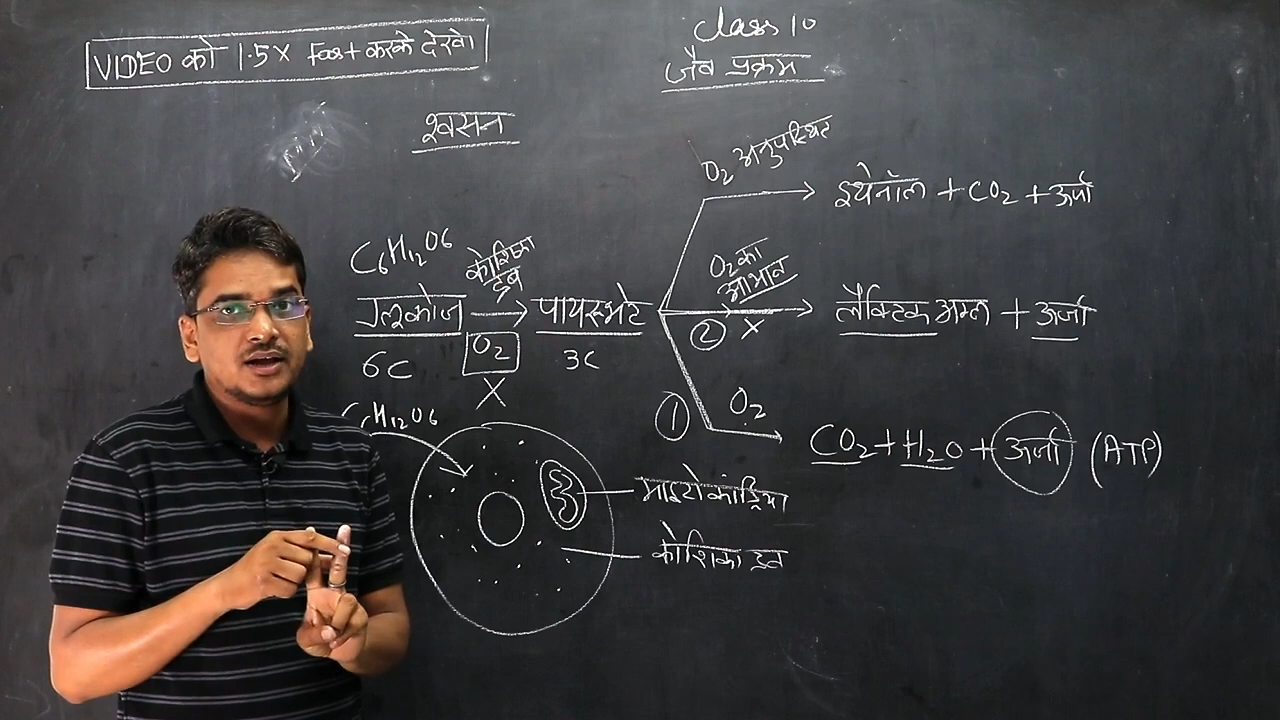 VIDEO को 1.5X Fast करके देखे।
Class 10
जैव प्रक्रम
श्वसन
O2 अनुपस्थित
इथेनॉल + CO2 + ऊर्जा
C6H12O6
कोशिका द्रव
ग्लूकोज
पायरुभेट
O2 का
अभाव
लैक्टिक अम्ल + ऊर्जा
O2
② X
6C
3C
X
① O2
CO2 + H2O + ऊर्जा (ATP)
H12O6
माइटोकांड्रिया
कोशिका द्रव